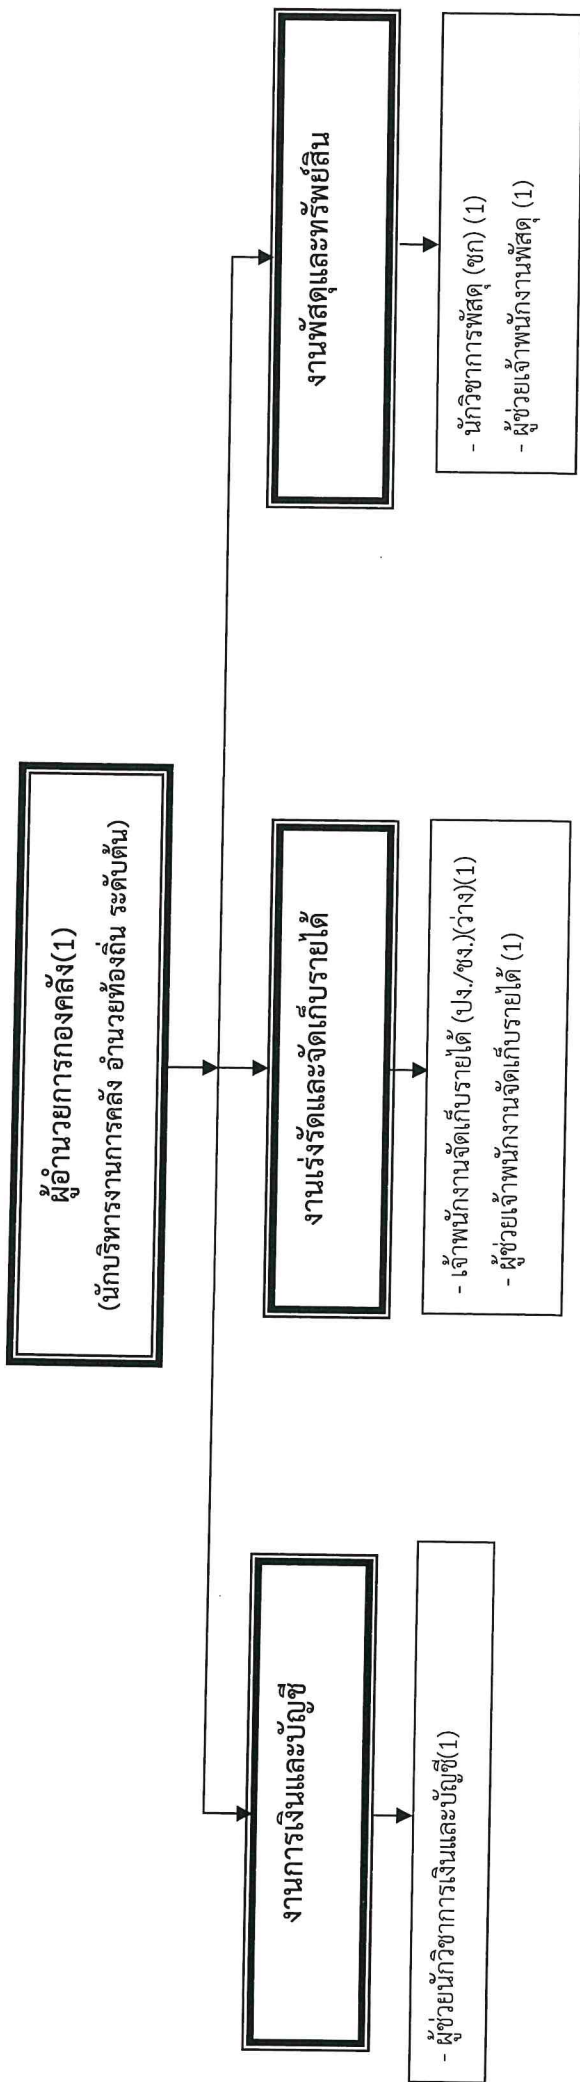 ผู้อำนวยการกองคลัง(1)
(นักบริหารงานการคลัง อำนวยท้องถิ่น ระดับต้น)
งานการเงินและบัญชี
งานเร่งรัดและจัดเก็บรายได้
งานพัสดุและทรัพย์สิน
- ผู้ช่วยนักวิชาการเงินและบัญชี(1)
- เจ้าพนักงานจัดเก็บรายได้ (ปง./ชง.)(ว่าง)(1)
- ผู้ช่วยเจ้าพนักงานจัดเก็บรายได้ (1)
- นักวิชาการพัสดุ (ชก) (1)
- ผู้ช่วยเจ้าพนักงานพัสดุ (1)